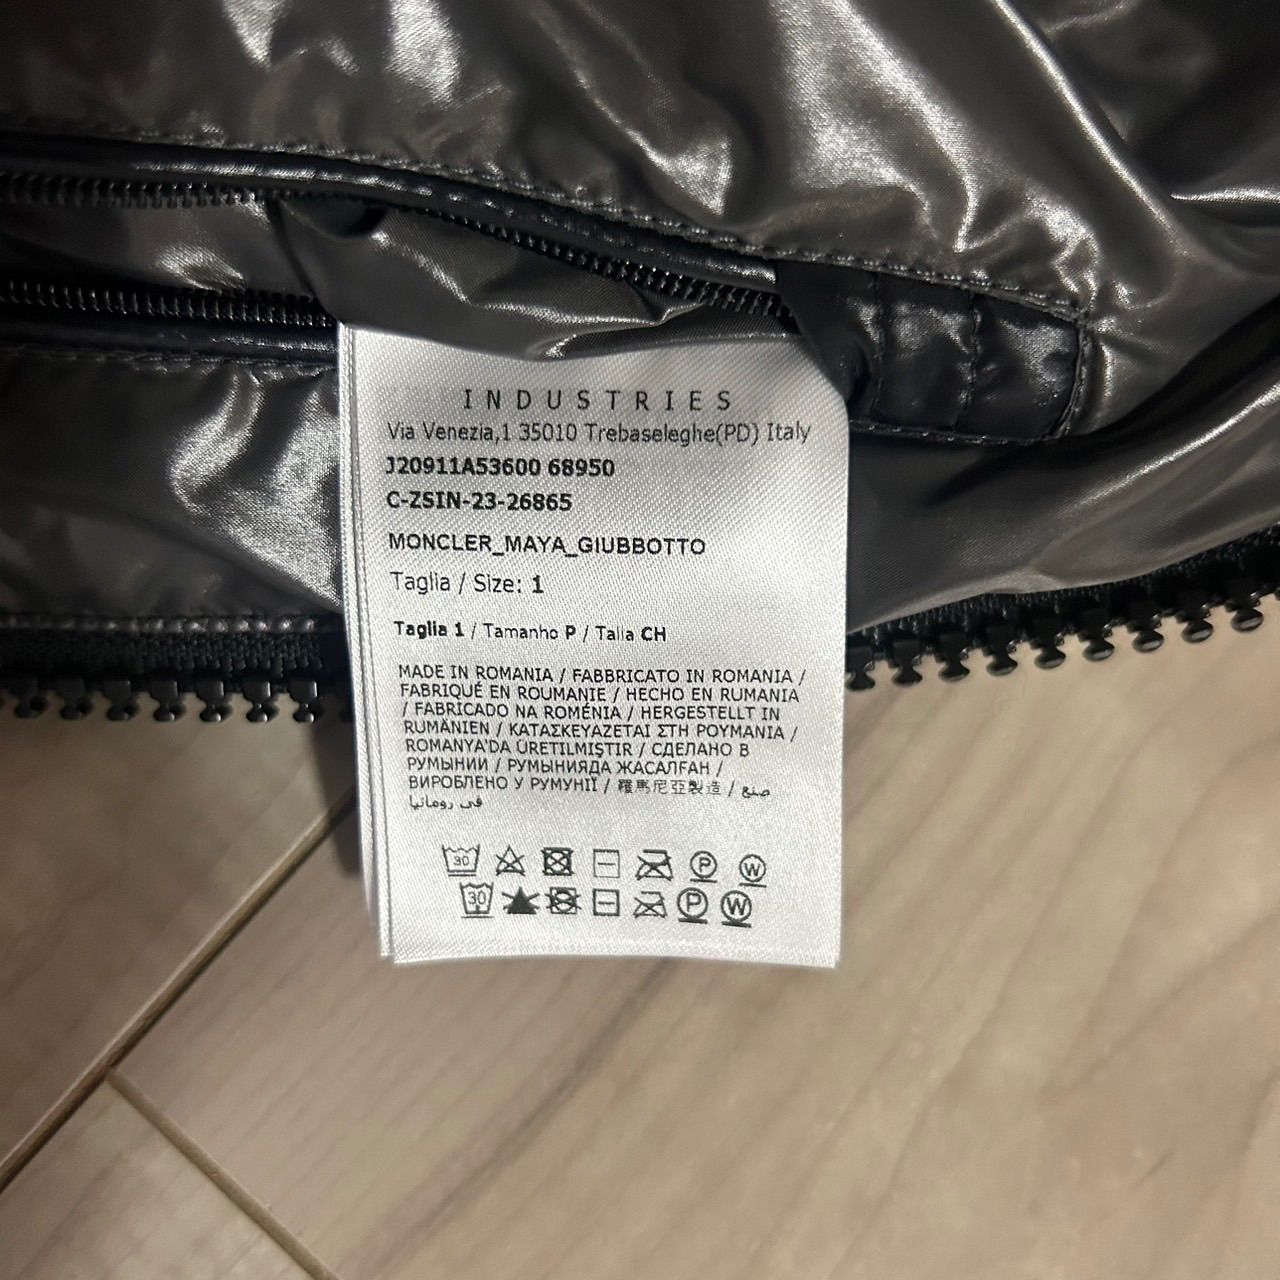 INDUSTRIES
Via Venezia,1 35010 Trebaseleghe(PD) Italy
J20911A53600 68950
C-ZSIN-23-26865
MONCLER_MAYA_GIUBBOTTO
Taglia / Size: 1
Taglia 1 / Tamanho P / Talla CH
MADE IN ROMANIA / FABBRICATO IN ROMANIA /
FABRIQUÉ EN ROUMANIE / HECHO EN RUMANIA
/ FABRICADO NA ROMÉNIA / HERGESTELLT IN
RUMÄNIEN / ΚΑΤΑΣΚΕΥΑΖΕΤΑΙ ΣΤΗ ΡΟΥΜΑΝΙΑ /
ROMANYA'DA ÜRETILMIŞTIR / СДЕЛАНО В
РУМЫНИИ / РУМЫНИЯДА ЖАСАЛҒАН /
ВИРОБЛЕНО У РУМУНІЇ / 羅馬尼亞製造 / صنع
في رومانيا
30 P W
30 P W